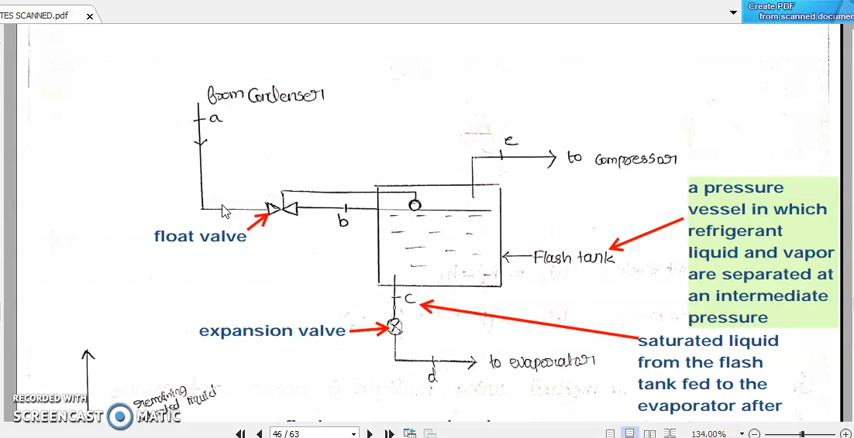 TES SCANNED.pdf
Create PDF
from scanned documen
from Condenser
a
e
to compressor
a pressure
vessel in which
refrigerant
liquid and vapor
are separated at
an intermediate
pressure
b
float valve
Flash tank
c
expansion valve
saturated liquid
from the flash
tank fed to the
evaporator after
to evaporator
d
remaining
liquid
RECORDED WITH
SCREENCAST MATIC
46 / 63
134.00%